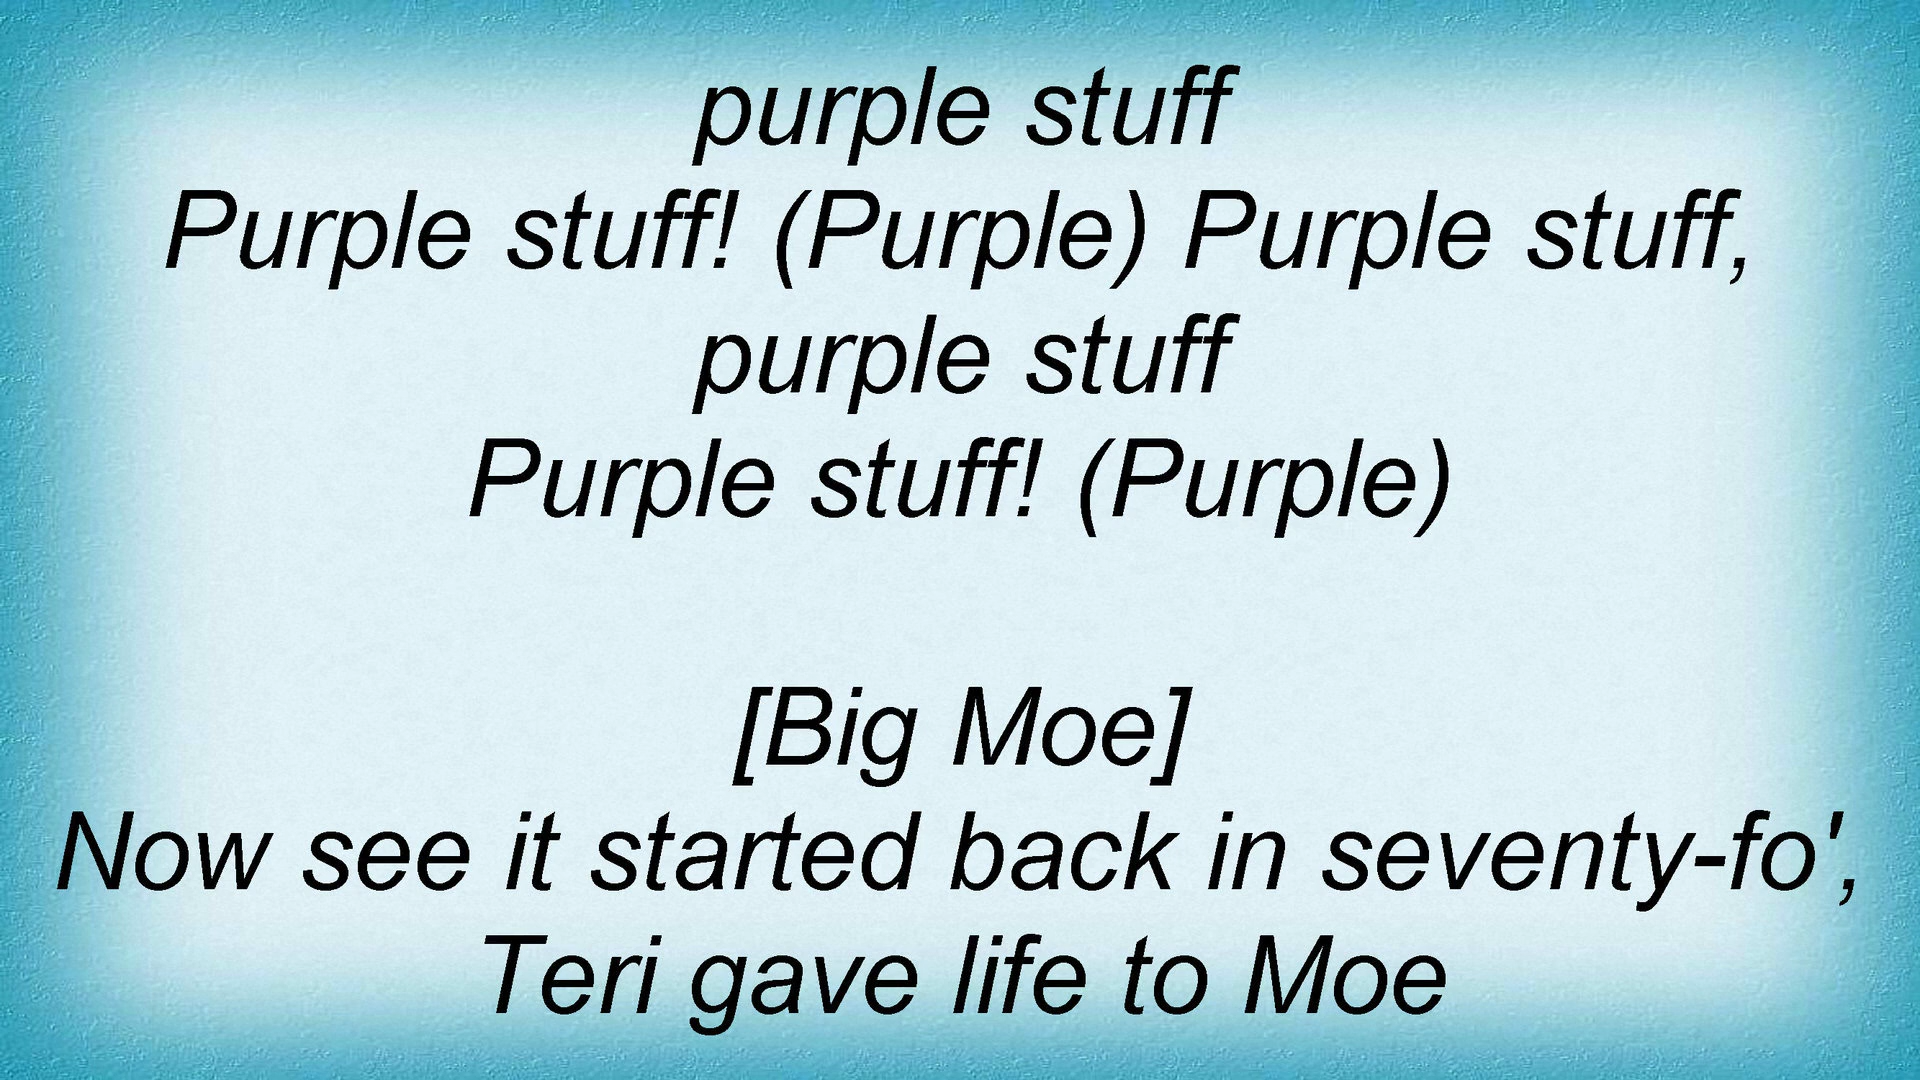 purple stuff
Purple stuff! (Purple) Purple stuff,
purple stuff
Purple stuff! (Purple)
[Big Moe]
Now see it started back in seventy-fo',
Teri gave life to Moe